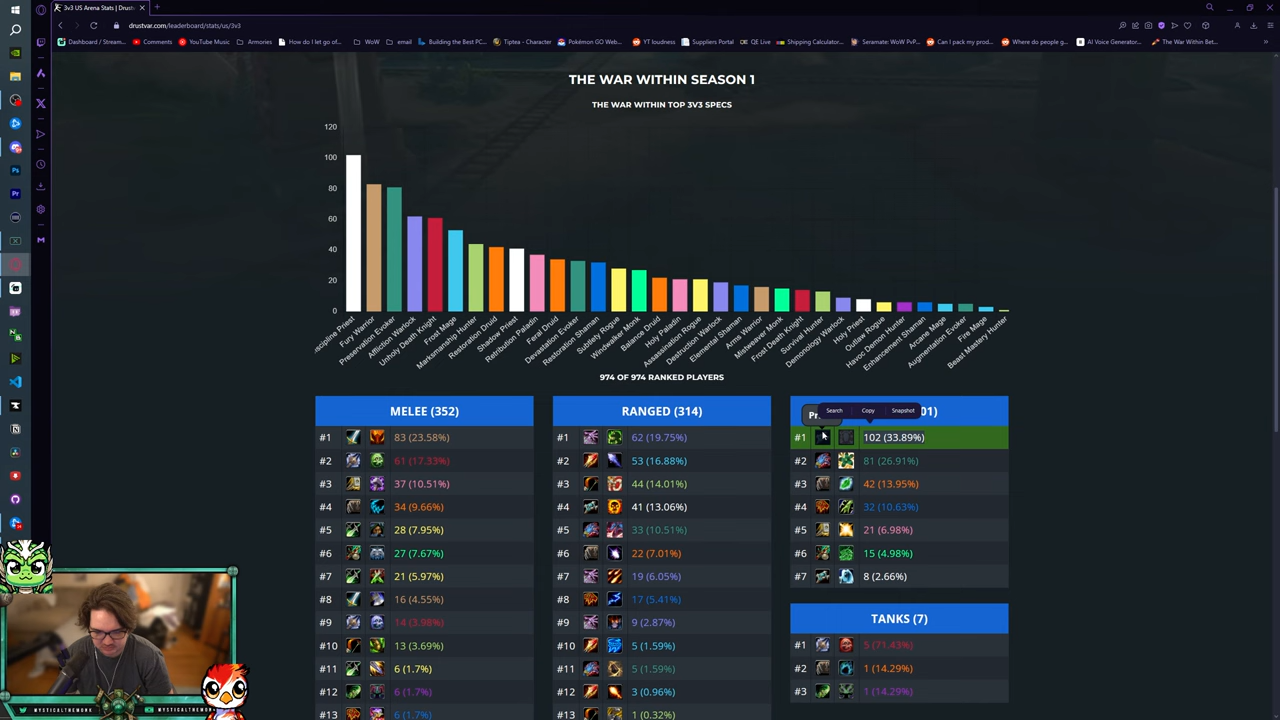 3v3 US Arena Stats | C
drustvar.com/leaderboard/stats/us/3v3
Dashboard / Stream...
Comments
YouTube Music
Armories
How do I let go of...
WoW
email
Building the Best PC...
Tiptea - Character
Pokémon GO Web...
YT loudness
Suppliers Portal
QE Live
Shipping Calculator...
Seramate: WoW PvP...
Can I pack my prod...
Where do people g...
AI Voice Generator...
The War Within Bet...
THE WAR WITHIN SEASON 1
THE WAR WITHIN TOP 3V3 SPECS
120
100
80
60
40
20
0
iscipline Priest
Fury Warrior
Preservation Evoker
Affliction Warlock
Unholy Death Knight
Frost Mage
Marksmanship Hunter
Restoration Druid
Shadow Priest
Retribution Paladin
Feral Druid
Devastation Evoker
Restoration Shaman
Subtlety Rogue
Windwalker Monk
Balance Druid
Holy Paladin
Assassination Rogue
Destruction Warlock
Elemental Shaman
Arms Warrior
Mistweaver Monk
Frost Death Knight
Survival Hunter
Demonology Warlock
Holy Priest
Outlaw Rogue
Havoc Demon Hunter
Enhancement Shaman
Arcane Mage
Augmentation Evoker
Fire Mage
Beast Mastery Hunter
974 OF 974 RANKED PLAYERS
MELEE (352)
#1 83 (23.58%)
#2 61 (17.33%)
#3 37 (10.51%)
#4 34 (9.66%)
#5 28 (7.95%)
#6 27 (7.67%)
#7 21 (5.97%)
#8 16 (4.55%)
#9 14 (3.98%)
#10 13 (3.69%)
#11 6 (1.7%)
#12 6 (1.7%)
#13 6 (1.7%)
RANGED (314)
#1 62 (19.75%)
#2 53 (16.88%)
#3 44 (14.01%)
#4 41 (13.06%)
#5 33 (10.51%)
#6 22 (7.01%)
#7 19 (6.05%)
#8 17 (5.41%)
#9 9 (2.87%)
#10 5 (1.59%)
#11 5 (1.59%)
#12 3 (0.96%)
#13 1 (0.32%)
01)
Pr
Search
Copy
Snapshot
#1 102 (33.89%)
#2 81 (26.91%)
#3 42 (13.95%)
#4 32 (10.63%)
#5 21 (6.98%)
#6 15 (4.98%)
#7 8 (2.66%)
TANKS (7)
#1 5 (71.43%)
#2 1 (14.29%)
#3 1 (14.29%)
MYSTICALTHEMONK
MYSTICALTHEMONK